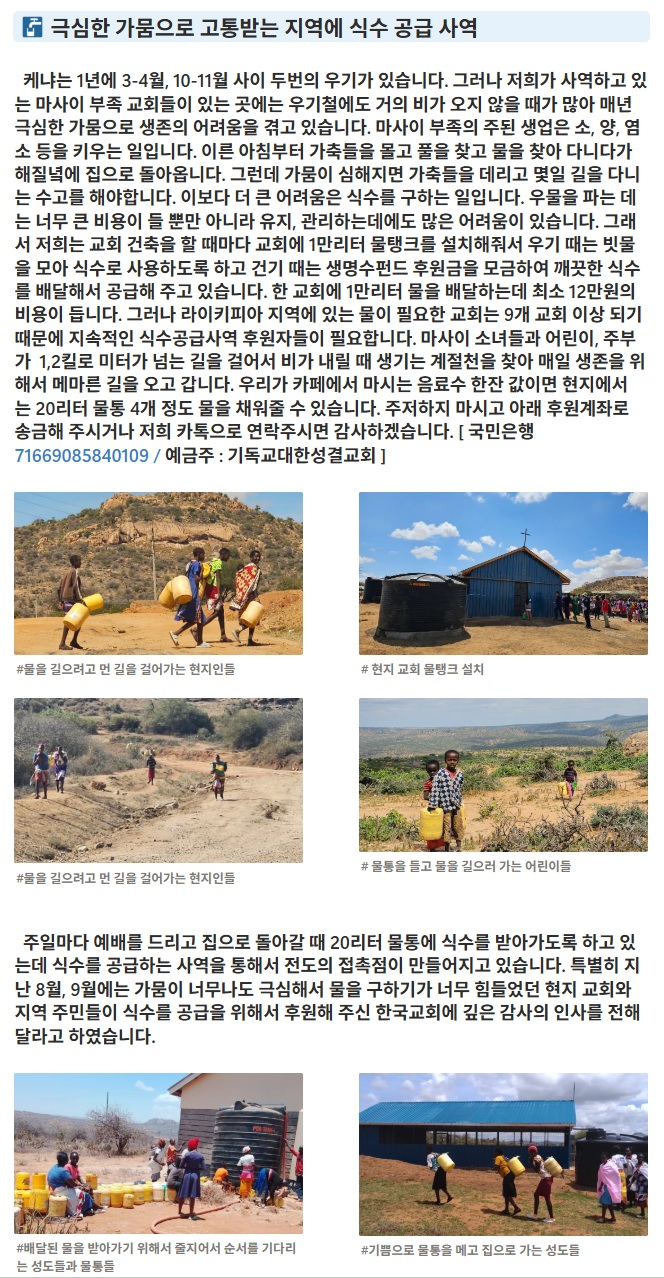 극심한 가뭄으로 고통받는 지역에 식수 공급 사역
케냐는 1년에 3-4월, 10-11월 사이 두번의 우기가 있습니다. 그러나 저희가 사역하고 있
는 마사이 부족 교회들이 있는 곳에는 우기철에도 거의 비가 오지 않을 때가 많아 매년
극심한 가뭄으로 생존의 어려움을 겪고 있습니다. 마사이 부족의 주된 생업은 소, 양, 염
소 등을 키우는 일입니다. 이른 아침부터 가축들을 몰고 풀을 찾고 물을 찾아 다니다가
해질녘에 집으로 돌아옵니다. 그런데 가뭄이 심해지면 가축들을 데리고 몇일 길을 다니
는 수고를 해야합니다. 이보다 더 큰 어려움은 식수를 구하는 일입니다. 우물을 파는 데
는 너무 큰 비용이 들 뿐만 아니라 유지, 관리하는데에도 많은 어려움이 있습니다. 그래
서 저희는 교회 건축을 할 때마다 교회에 1만리터 물탱크를 설치해줘서 우기 때는 빗물
을 모아 식수로 사용하도록 하고 건기 때는 생명수펀드 후원금을 모금하여 깨끗한 식수
를 배달해서 공급해 주고 있습니다. 한 교회에 1만리터 물을 배달하는데 최소 12만원의
비용이 듭니다. 그러나 라이키피아 지역에 있는 물이 필요한 교회는 9개 교회 이상 되기
때문에 지속적인 식수공급사역 후원자들이 필요합니다. 마사이 소녀들과 어린이, 주부
가 1,2킬로 미터가 넘는 길을 걸어서 비가 내릴 때 생기는 계절천을 찾아 매일 생존을 위
해서 메마른 길을 오고 갑니다. 우리가 카페에서 마시는 음료수 한잔 값이면 현지에서
는 20리터 물통 4개 정도 물을 채워줄 수 있습니다. 주저하지 마시고 아래 후원계좌로
송금해 주시거나 저희 카톡으로 연락주시면 감사하겠습니다. [ 국민은행
71669085840109 / 예금주 : 기독교대한성결교회 ]
#물을 길으려고 먼 길을 걸어가는 현지인들
# 현지 교회 물탱크 설치
#물을 길으려고 먼 길을 걸어가는 현지인들
# 물통을 들고 물을 길으러 가는 어린이들
주일마다 예배를 드리고 집으로 돌아갈 때 20리터 물통에 식수를 받아가도록 하고 있
는데 식수를 공급하는 사역을 통해서 전도의 접촉점이 만들어지고 있습니다. 특별히 지
난 8월, 9월에는 가뭄이 너무나도 극심해서 물을 구하기가 너무 힘들었던 현지 교회와
지역 주민들이 식수를 공급을 위해서 후원해 주신 한국교회에 깊은 감사의 인사를 전해
달라고 하였습니다.
#배달된 물을 받아가기 위해서 줄지어서 순서를 기다리
는 성도들과 물통들
#기쁨으로 물통을 메고 집으로 가는 성도들